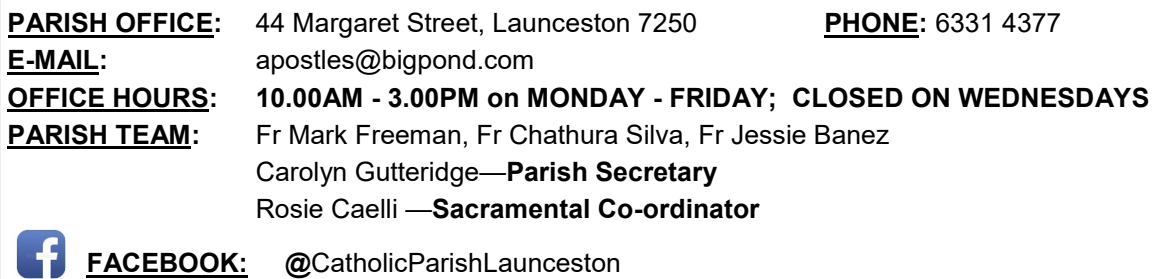 PARISH OFFICE: 44 Margaret Street, Launceston 7250 PHONE: 6331 4377
E-MAIL: apostles@bigpond.com
OFFICE HOURS: 10.00AM - 3.00PM on MONDAY - FRIDAY; CLOSED ON WEDNESDAYS
PARISH TEAM: Fr Mark Freeman, Fr Chathura Silva, Fr Jessie Banez
Carolyn Gutteridge—Parish Secretary
Rosie Caelli —Sacramental Co-ordinator
f FACEBOOK: @CatholicParishLaunceston